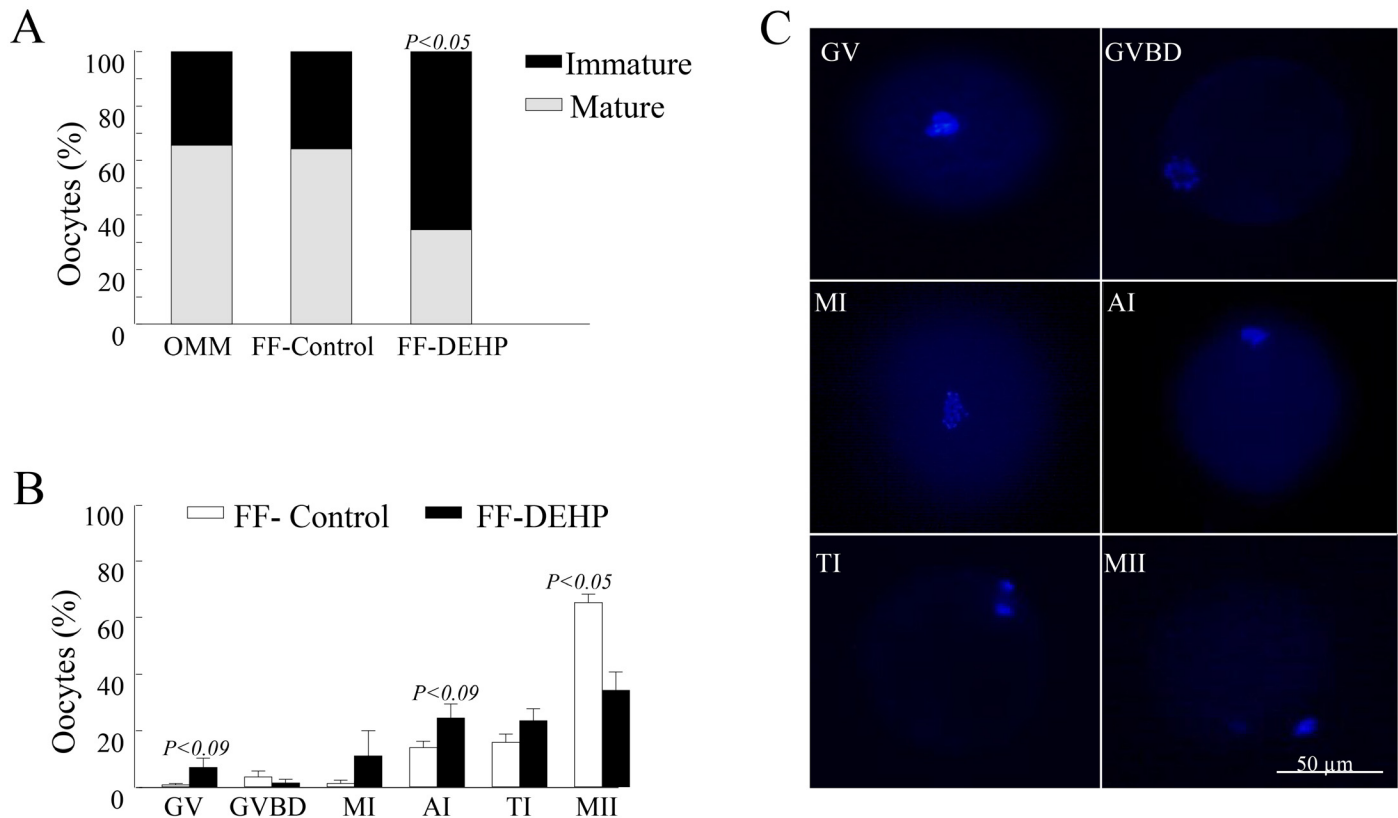 A
P<0.05
100
80
60
40
20
0
Oocytes (%)
Immature
Mature
OMM FF-Control FF-DEHP
B
100
80
60
40
20
0
Oocytes (%)
FF- Control FF-DEHP
P<0.09
P<0.09
P<0.05
GV GVBD MI AI TI MII
C
GV GVBD
MI AI
TI MII
50 µm